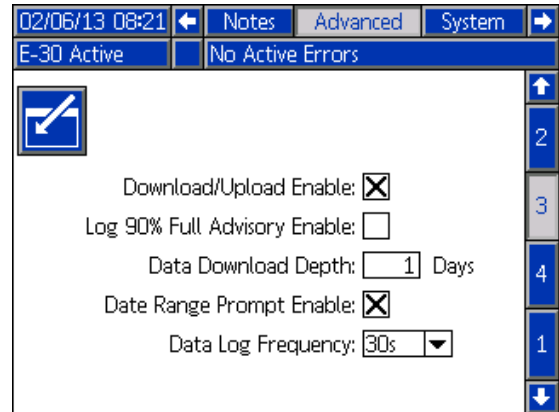 02/06/13 08:21 Notes Advanced System
E-30 Active No Active Errors
2
Download/Upload Enable:
3
Log 90% Full Advisory Enable:
Data Download Depth: 1 Days
4
Date Range Prompt Enable:
Data Log Frequency: 30s
1